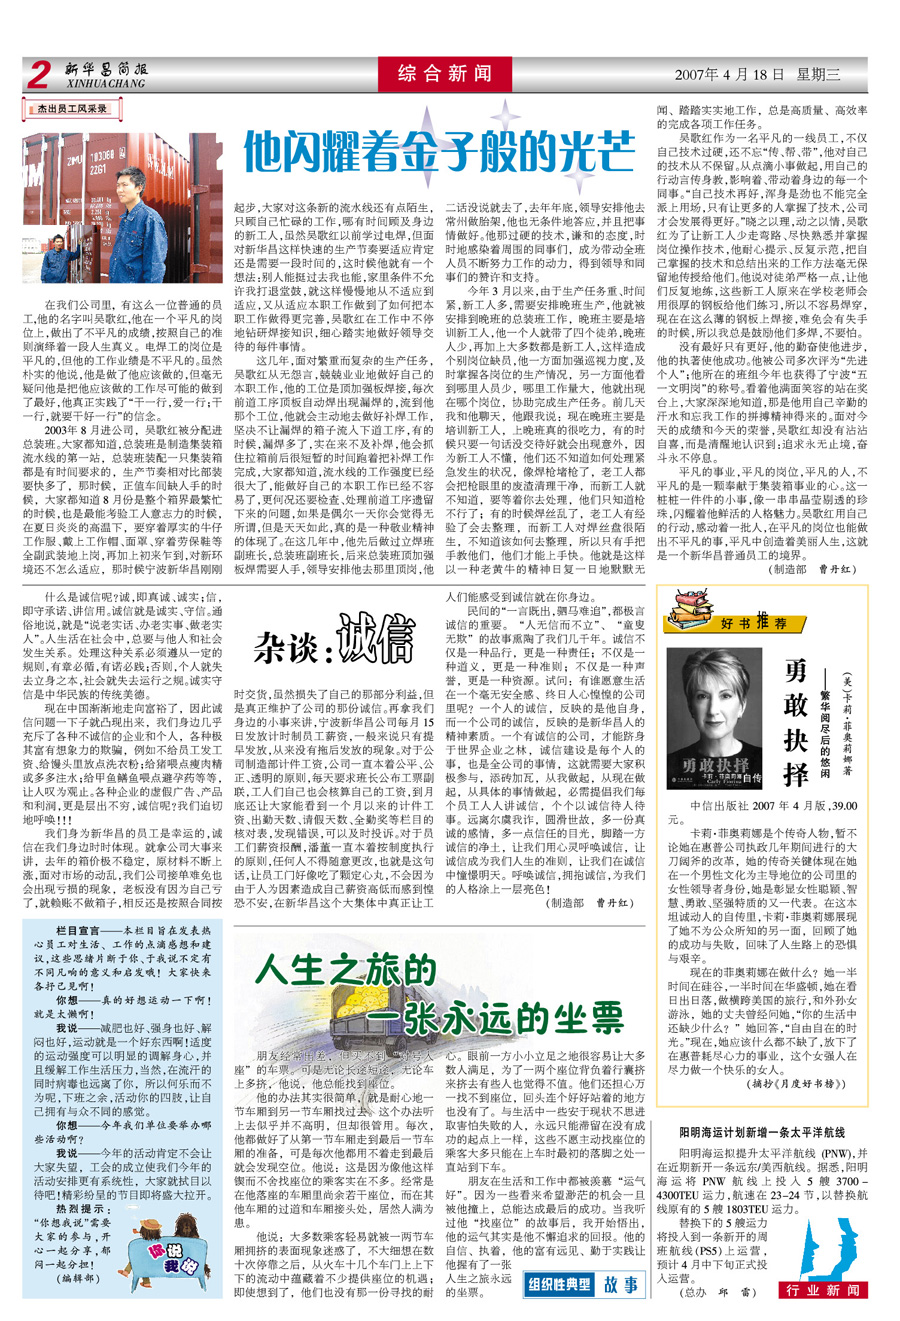 2
新华昌简报
XINHUACHANG
综合新闻
2007年 4 月 18 日 星期三
杰出员工风采录
他闪耀着金子般的光芒
在我们公司里，有这么一位普通的员
工，他的名字叫吴歌红，他在一个平凡的岗
位上，做出了不平凡的成绩，按照自己的准
则演绎着一段人生真义。电焊工的岗位是
平凡的，但他的工作业绩是不平凡的。虽然
朴实的他说，他是做了他应该做的，但毫无
疑问他是把他应该做的工作尽可能的做到
了最好，他真正实践了“干一行，爱一行；干
一行，就要干好一行”的信念。
2003年 8 月进公司，吴歌红被分配进
总装班。大家都知道，总装班是制造集装箱
流水线的第一站，总装班装配一只集装箱
都是有时间要求的，生产节奏相对比部装
要快多了，那时候，正值车间缺人手的时
候，大家都知道 8 月份是整个箱界最繁忙
的时候，也是最能考验工人意志力的时候，
在夏日炎炎的高温下，要穿着厚实的牛仔
工作服、戴上工作帽、面罩、穿着劳保鞋等
全副武装地上岗，再加上初来乍到，对新环
境还不怎么适应，那时候宁波新华昌刚刚
起步，大家对这条新的流水线还有点陌生，
只顾自己忙碌的工作，哪有时间顾及身边
的新工人，虽然吴歌红以前学过电焊，但面
对新华昌这样快速的生产节奏要适应肯定
还是需要一段时间的，这时候他就有一个
想法：别人能挺过去我也能，家里条件不允
许我打退堂鼓，就这样慢慢地从不适应到
适应，又从适应本职工作做到了如何把本
职工作做得更完善，吴歌红在工作中不停
地钻研焊接知识，细心踏实地做好领导交
待的每件事情。
这几年，面对繁重而复杂的生产任务，
吴歌红从无怨言，兢兢业业地做好自己的
本职工作，他的工位是顶加强板焊接，每次
前道工序顶板自动焊出现漏焊的，流到他
那个工位，他就会主动地去做好补焊工作，
坚决不让漏焊的箱子流入下道工序，有的
时候，漏焊多了，实在来不及补焊，他会抓
住拉箱前后很短暂的时间跑着把补焊工作
完成，大家都知道，流水线的工作强度已经
很大了，能做好自己的本职工作已经不容
易了，更何况还要检查、处理前道工序遗留
下来的问题，如果是偶尔一天你会觉得无
所谓，但是天天如此，真的是一种敬业精神
的体现了。在这几年中，他先后做过立焊班
副班长，总装班副班长，后来总装班顶加强
板焊需要人手，领导安排他去那里顶岗，他
二话没说就去了，去年年底，领导安排他去
常州做胎架，他也无条件地答应，并且把事
情做好。他那过硬的技术，谦和的态度，时
时地感染着周围的同事们，成为带动全班
人员不断努力工作的动力，得到领导和同
事们的赞许和支持。
今年 3 月以来，由于生产任务重、时间
紧，新工人多，需要安排晚班生产，他就被
安排到晚班的总装班工作，晚班主要是培
训新工人，他一个人就带了四个徒弟，晚班
人少，再加上大多数都是新工人，这样造成
个别岗位缺员，他一方面加强巡视力度，及
时掌握各岗位的生产情况，另一方面他看
到哪里人员少，哪里工作量大，他就出现
在哪个岗位，协助完成生产任务。前几天
我和他聊天，他跟我说：现在晚班主要是
培训新工人，上晚班真的很吃力，有的时
候只要一句话没交待好就会出现意外，因
为新工人不懂，他们还不知道如何处理紧
急发生的状况，像焊枪堵枪了，老工人都
会把枪眼里的废渣清理干净，而新工人就
不知道，要等着你去处理，他们只知道枪
不行了；有的时候焊丝乱了，老工人有经
验了会去整理，而新工人对焊丝盘很陌
生，不知道该如何去整理，所以只有手把
手教他们，他们才能上手快。他就是这样
以一种老黄牛的精神日复一日地默默无
闻、踏踏实实地工作，总是高质量、高效率
的完成各项工作任务。
吴歌红作为一名平凡的一线员工，不仅
自己技术过硬，还不忘“传、帮、带”，他对自己
的技术从不保留。从点滴小事做起，用自己的
行动言传身教，影响着、带动着身边的每一个
同事。“自己技术再好，浑身是劲也不能完全
派上用场，只有让更多的人掌握了技术，公司
才会发展得更好。”晓之以理，动之以情，吴歌
红为了让新工人少走弯路、尽快熟悉并掌握
岗位操作技术，他耐心提示、反复示范，把自
己掌握的技术和总结出来的工作方法毫无保
留地传授给他们。他说对徒弟严格一点，让他
们反复地练，这些新工人原来在学校老师会
用很厚的钢板给他们练习，所以不容易焊穿，
现在在这么薄的钢板上焊接，难免会有失手
的时候，所以我总是鼓励他们多焊，不要怕。
没有最好只有更好，他的勤奋使他进步，
他的执著使他成功。他被公司多次评为“先进
个人”；他所在的班组今年也获得了宁波“五
一文明岗”的称号。看着他满面笑容的站在奖
台上，大家深深地知道，那是他用自己辛勤的
汗水和忘我工作的拼搏精神得来的。面对今
天的成绩和今天的荣誉，吴歌红却没有沾沾
自喜，而是清醒地认识到：追求永无止境，奋
斗永不停息。
平凡的事业，平凡的岗位，平凡的人，不
平凡的是一颗奉献于集装箱事业的心。这一
桩桩一件件的小事，像一串串晶莹剔透的珍
珠，闪耀着他鲜活的人格魅力。吴歌红用自己
的行动，感动着一批人，在平凡的岗位也能做
出不平凡的事，平凡中创造着美丽人生，这就
是一个新华昌普通员工的境界。
（制造部 曹丹红）
杂谈：诚信
什么是诚信呢？诚，即真诚、诚实；信，
即守承诺、讲信用。诚信就是诚实、守信。通
俗地说，就是“说老实话、办老实事、做老实
人”。人生活在社会中，总要与他人和社会
发生关系。处理这种关系必须遵从一定的
规则，有章必循，有诺必践；否则，个人就失
去立身之本，社会就失去运行之规。诚实守
信是中华民族的传统美德。
现在中国渐渐地走向富裕了，因此诚
信问题一下子就凸现出来，我们身边几乎
充斥了各种不诚信的企业和个人，各种极
其富有想象力的欺骗，例如不给员工发工
资、给馒头里放点洗衣粉；给猪喂点瘦肉精
或多多注水；给甲鱼鳝鱼喂点避孕药等等，
让人叹为观止。各种企业的虚假广告、产品
和利润，更是层出不穷，诚信呢？我们迫切
地呼唤！！！
我们身为新华昌的员工是幸运的，诚
信在我们身边时时体现。就拿公司大事来
讲，去年的箱价极不稳定，原材料不断上
涨，面对市场的动乱，我们公司接单难免也
会出现亏损的现象，老板没有因为自己亏
了，就赖账不做箱子，相反还是按照合同按
时交货，虽然损失了自己的那部分利益，但
是真正维护了公司的那份诚信。再拿我们
身边的小事来讲，宁波新华昌公司每月 15
日发放计时制员工薪资，一般来说只有提
早发放，从来没有拖后发放的现象。对于公
司制造部计件工资，公司一直本着公平、公
正、透明的原则，每天要求班长公布工票副
联，工人们自己也会核算自己的工资，到月
底还让大家能看到一个月以来的计件工
资、出勤天数、请假天数、全勤奖等栏目的
核对表，发现错误，可以及时投诉。对于员
工们薪资报酬，潘董一直本着按制度执行
的原则，任何人不得随意更改，也就是这句
话，让员工门好像吃了颗定心丸，不会因为
由于人为因素造成自己薪资高低而感到惶
恐不安，在新华昌这个大集体中真正让工
人们能感受到诚信就在你身边。
民间的“一言既出，驷马难追”，都极言
诚信的重要。“人无信而不立”、“童叟
无欺”的故事熏陶了我们几千年。诚信不
仅是一种品行，更是一种责任；不仅是一
种道义，更是一种准则；不仅是一种声
誉，更是一种资源。试问：有谁愿意生活
在一个毫无安全感、终日人心惶惶的公司
里呢？一个人的诚信，反映的是他自身，
而一个公司的诚信，反映的是新华昌人的
精神素质。一个有诚信的公司，才能跻身
于世界企业之林，诚信建设是每个人的
事，也是全公司的事情，这就需要大家积
极参与，添砖加瓦，从我做起，从现在做
起，从具体的事情做起，必需提倡我们每
个员工人人讲诚信，个个以诚信待人待
事。远离尔虞我诈，圆滑世故，多一份真
诚的感情，多一点信任的目光，脚踏一方
诚信的净土，让我们用心灵呼唤诚信，让
诚信成为我们人生的准则，让我们在诚信
中憧憬明天。呼唤诚信，拥抱诚信，为我们
的人格涂上一层亮色！
（制造部 曹丹红）
好书推荐
勇敢抉择
——繁华阅尽后的悠闲
（美）卡莉·菲奥莉娜 著
勇敢抉择
卡莉·菲奥莉娜自传
中信出版社 2007 年 4 月版，39.00
元。
卡莉·菲奥莉娜是个传奇人物，暂不
论她在惠普公司执政几年期间进行的大
刀阔斧的改革，她的传奇关键体现在她
在一个男性文化为主导地位的公司里的
女性领导者身份，她是彰显女性聪颖、智
慧、勇敢、坚强特质的又一代表。在这本
坦诚动人的自传里，卡莉·菲奥莉娜展现
了她不为公众所知的另一面，回顾了她
的成功与失败，回味了人生路上的恐惧
与艰辛。
现在的菲奥莉娜在做什么？她一半
时间在硅谷，一半时间在华盛顿，她在看
日出日落，做横跨美国的旅行，和外孙女
游泳，她的丈夫曾经问她，“你的生活中
还缺少什么？”她回答，“自由自在的时
光。”现在，她应该什么都不缺了，放下了
在惠普耗尽心力的事业，这个女强人在
尽力做一个快乐的女人。
（摘抄《月度好书榜》）
栏目宣言——本栏目旨在发表热
心员工对生活、工作的点滴感想和建
议，这些思绪片断于你、于我说不定有
不同凡响的意义和启发哦！大家快来
各抒己见啊！
你想——真的好想运动一下啊！
就是太懒啊！
我说——减肥也好、强身也好、解
闷也好，运动就是一个好东西啊！适度
的运动强度可以明显的调解身心，并
且缓解工作生活压力，当然，在流汗的
同时病毒也远离了你，所以何乐而不
为呢，下班之余，活动你的四肢，让自
己拥有与众不同的感觉。
你想——今年我们单位要举办哪
些活动啊？
我说——今年的活动肯定不会让
大家失望，工会的成立使我们今年的
活动安排更有系统性，大家就拭目以
待吧！精彩纷呈的节目即将盛大拉开。
热烈提示：
“你想我说”需要
大家的参与，开
心一起分享，郁
闷一起分担！
（编辑部）
你说我说
人生之旅的
一张永远的坐票
朋友经常出差，但买不到“对号入
座”的车票。可是无论长途短途，无论车
上多挤，他说，他总能找到座位。
他的办法其实很简单，就是耐心地一
节车厢到另一节车厢找过去。这个办法听
上去似乎并不高明，但却很管用。每次，
他都做好了从第一节车厢走到最后一节车
厢的准备，可是每次他都用不着走到最后
就会发现空位。他说：这是因为像他这样
锲而不舍找座位的乘客实在不多。经常是
在他落座的车厢里尚余若干座位，而在其
他车厢的过道和车厢接头处，居然人满为
患。
他说：大多数乘客轻易就被一两节车
厢拥挤的表面现象迷惑了，不大细想在数
十次停靠之后，从火车十几个车门上上下
下的流动中蕴藏着不少提供座位的机遇；
即使想到了，他们也没有那一份寻找的耐
心。眼前一方小小立足之地很容易让大多
数人满足，为了一两个座位背负着行囊挤
来挤去有些人也觉得不值。他们还担心万
一找不到座位，回头连个好好站着的地方
也没有了。与生活中一些安于现状不思进
取害怕失败的人，永远只能滞留在没有成
功的起点上一样，这些不愿主动找座位的
乘客大多只能在上车时最初的落脚之处一
直站到下车。
朋友在生活和工作中都被羡慕“运气
好”。因为一些看来希望渺茫的机会一旦
被他撞上，总能达成最后的成功。当我听
过他“找座位”的故事后，我开始悟出，
他的运气其实是他不懈追求的回报。他的
自信、执着，他的富有远见、勤于实践让
他握有了一张
人生之旅永远
的坐票。
组织性典型 故事
阳明海运计划新增一条太平洋航线
阳明海运拟提升太平洋航线 (PNW)，并
在近期新开一条远东/美西航线。据悉，阳明
海运将 PNW 航线上投入 5 艘 3700 -
4300TEU 运力，航速在 23-24 节，以替换航
线原有的 5 艘 1803TEU 运力。
替换下的 5 艘运力
将投入到一条新开的周
班航线(PS5)上运营，
预计 4 月中下旬正式投
入运营。
（总办 邱 雷）
行业新闻